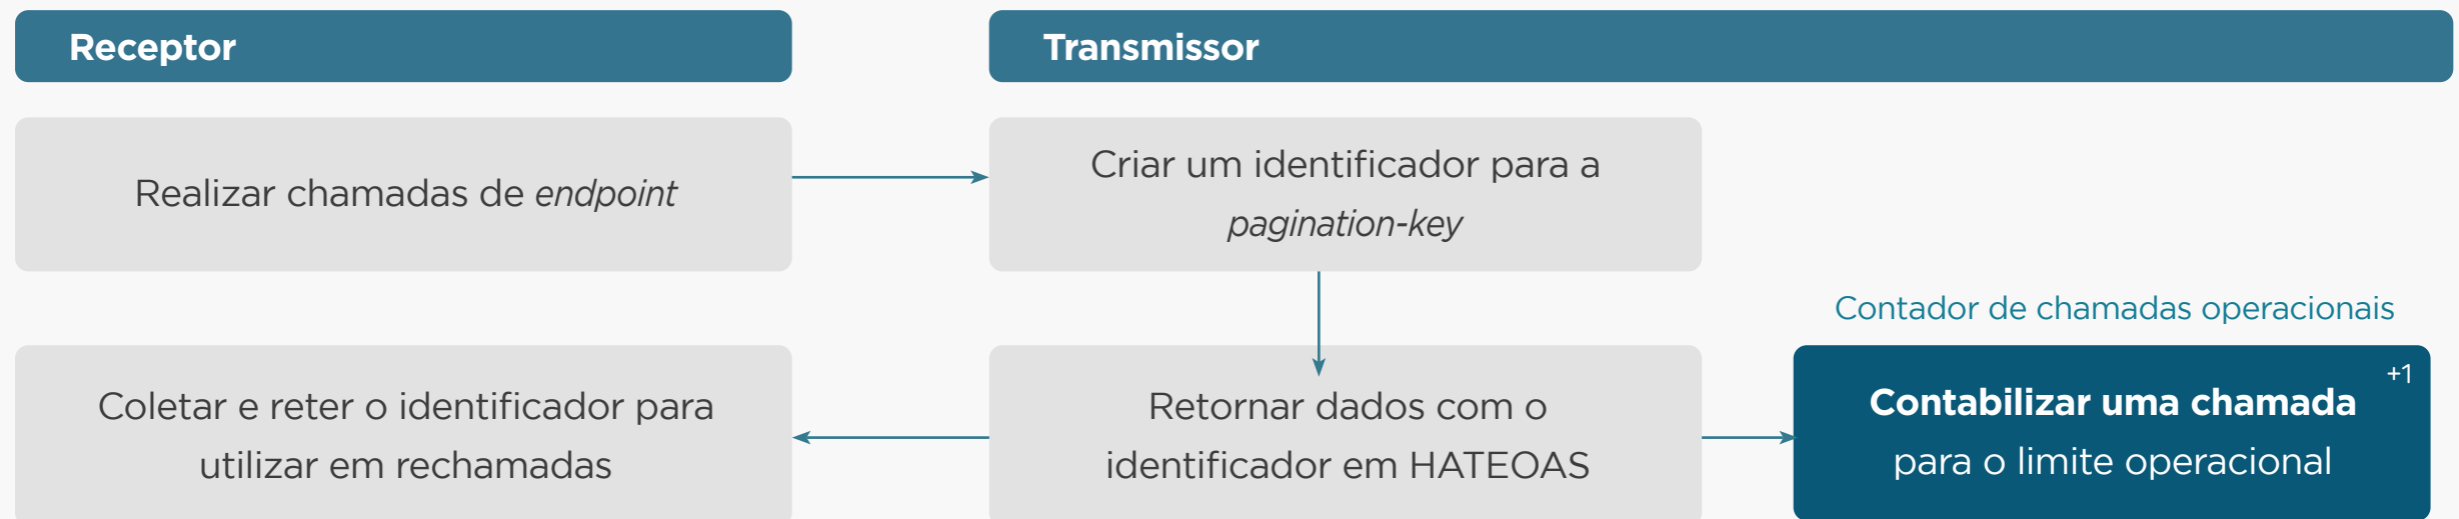 Receptor
Transmissor
Realizar chamadas de endpoint
Criar um identificador para a
pagination-key
Contador de chamadas operacionais
Coletar e reter o identificador para
utilizar em rechamadas
Retornar dados com o
identificador em HATEOAS
+1
Contabilizar uma chamada
para o limite operacional